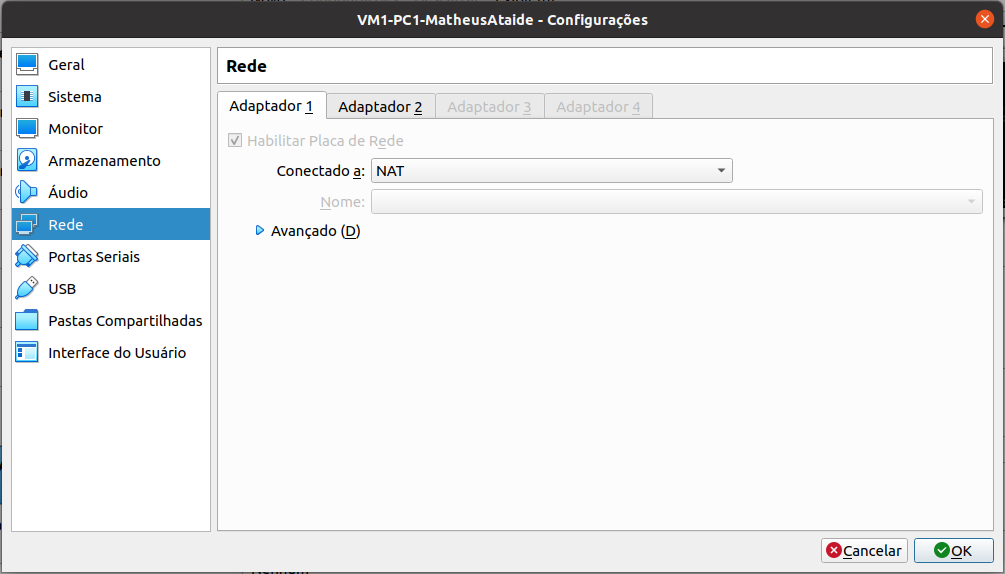 VM1-PC1-MatheusAtaide - Configurações
Geral
Sistema
Monitor
Armazenamento
Áudio
Rede
Portas Seriais
USB
Pastas Compartilhadas
Interface do Usuário
Rede
Adaptador 1 Adaptador 2 Adaptador 3 Adaptador 4
Habilitar Placa de Rede
Conectado a: NAT
Nome:
Avançado (D)
Cancelar OK